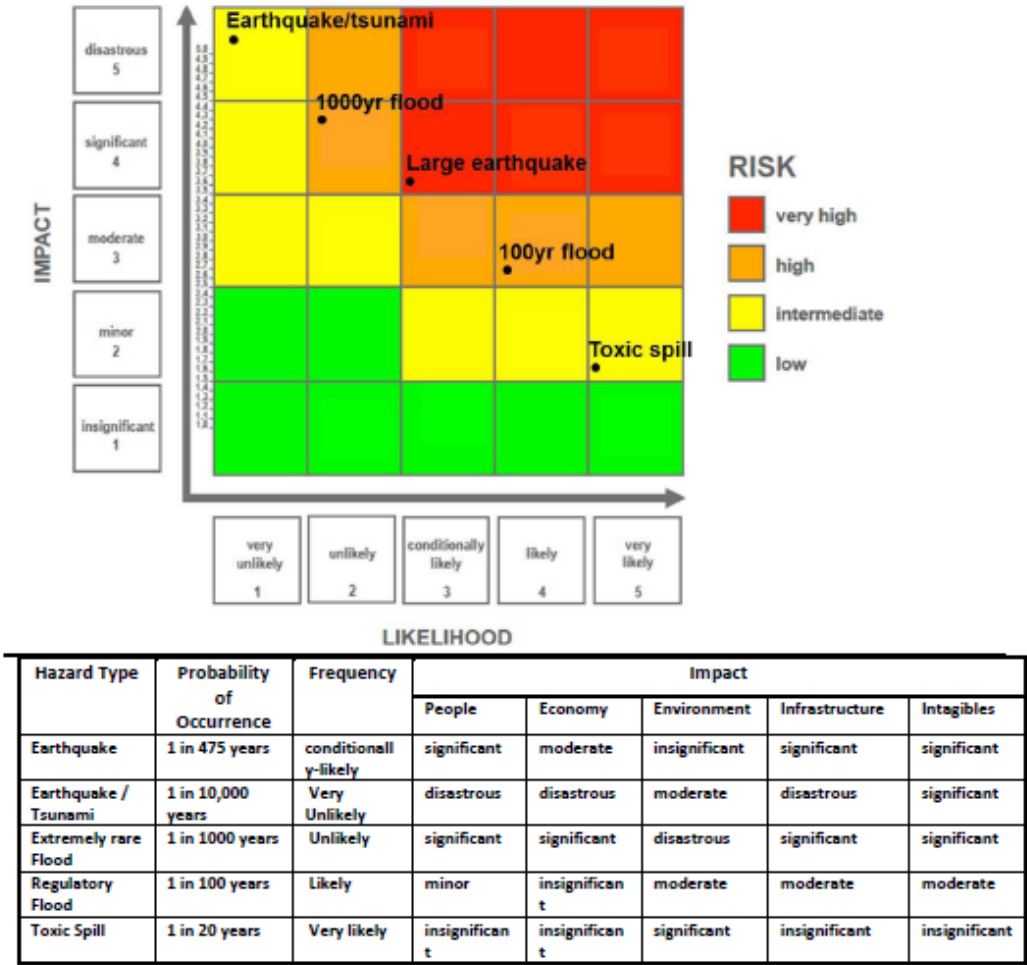 Earthquake/tsunami
disastrous
5
1000yr flood
significant
4
Large earthquake
RISK
very high
IMPACT
moderate
3
100yr flood
high
intermediate
minor
2
Toxic spill
low
insignificant
1
very
unlikely
1
unlikely
2
conditionally
likely
3
likely
4
very
likely
5
LIKELIHOOD
Hazard Type
Probability
of
Occurrence
Frequency
Impact
People
Economy
Environment
Infrastructure
Intagibles
Earthquake
1 in 475 years
conditionall
y-likely
significant
moderate
insignificant
significant
significant
Earthquake /
Tsunami
1 in 10,000
years
Very
Unlikely
disastrous
disastrous
moderate
disastrous
significant
Extremely rare
Flood
1 in 1000 years
Unlikely
significant
significant
disastrous
significant
significant
Regulatory
Flood
1 in 100 years
Likely
minor
insignifican
t
moderate
moderate
moderate
Toxic Spill
1 in 20 years
Very likely
insignifican
t
insignifican
t
significant
insignificant
insignificant